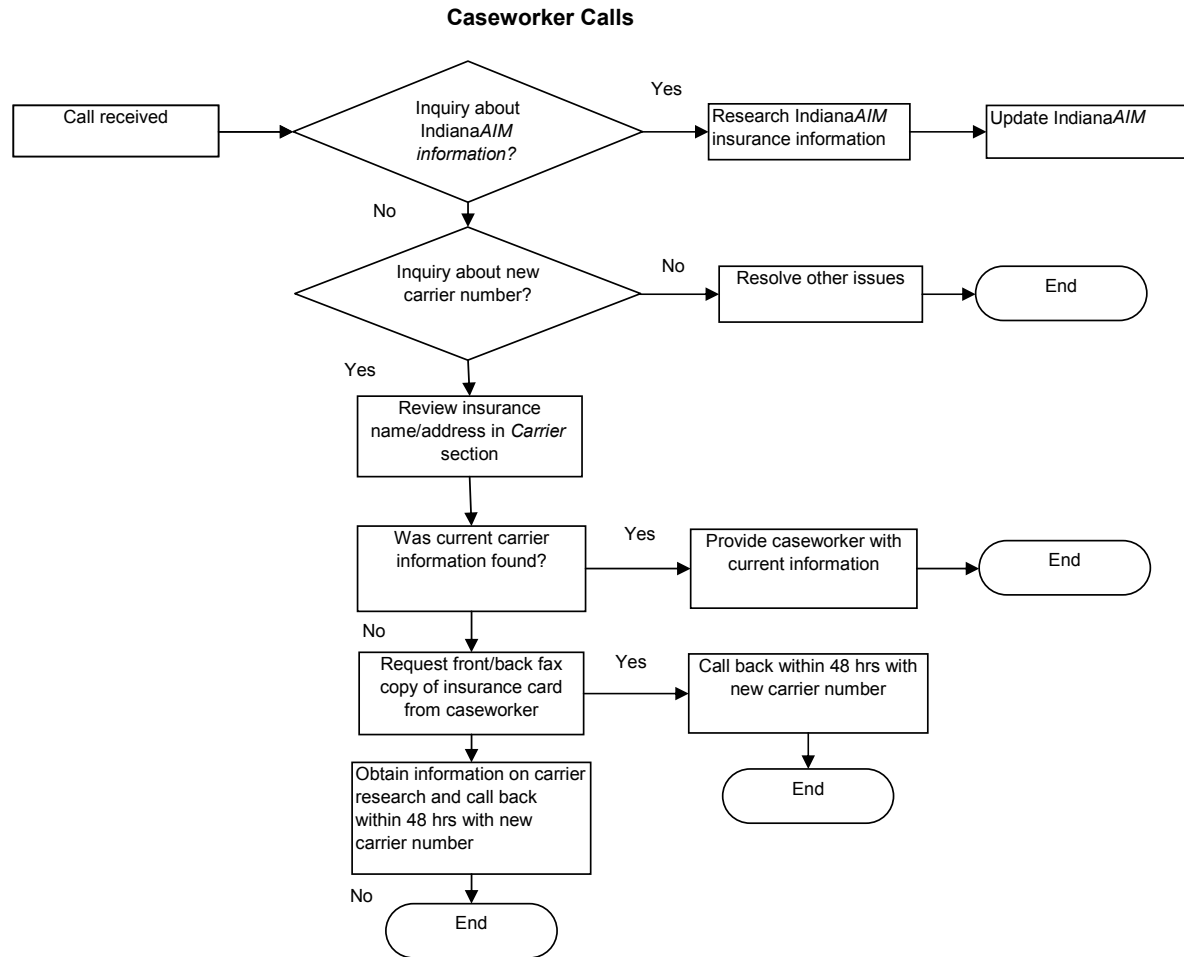 Caseworker Calls
Call received
Inquiry about
IndianaAIM
information?
Yes
Research IndianaAIM
insurance information
Update IndianaAIM
No
Inquiry about new
carrier number?
No
Resolve other issues
End
Yes
Review insurance
name/address in Carrier
section
Was current carrier
information found?
Yes
Provide caseworker with
current information
End
No
Request front/back fax
copy of insurance card
from caseworker
Yes
Call back within 48 hrs with
new carrier number
End
Obtain information on carrier
research and call back
within 48 hrs with new
carrier number
No
End